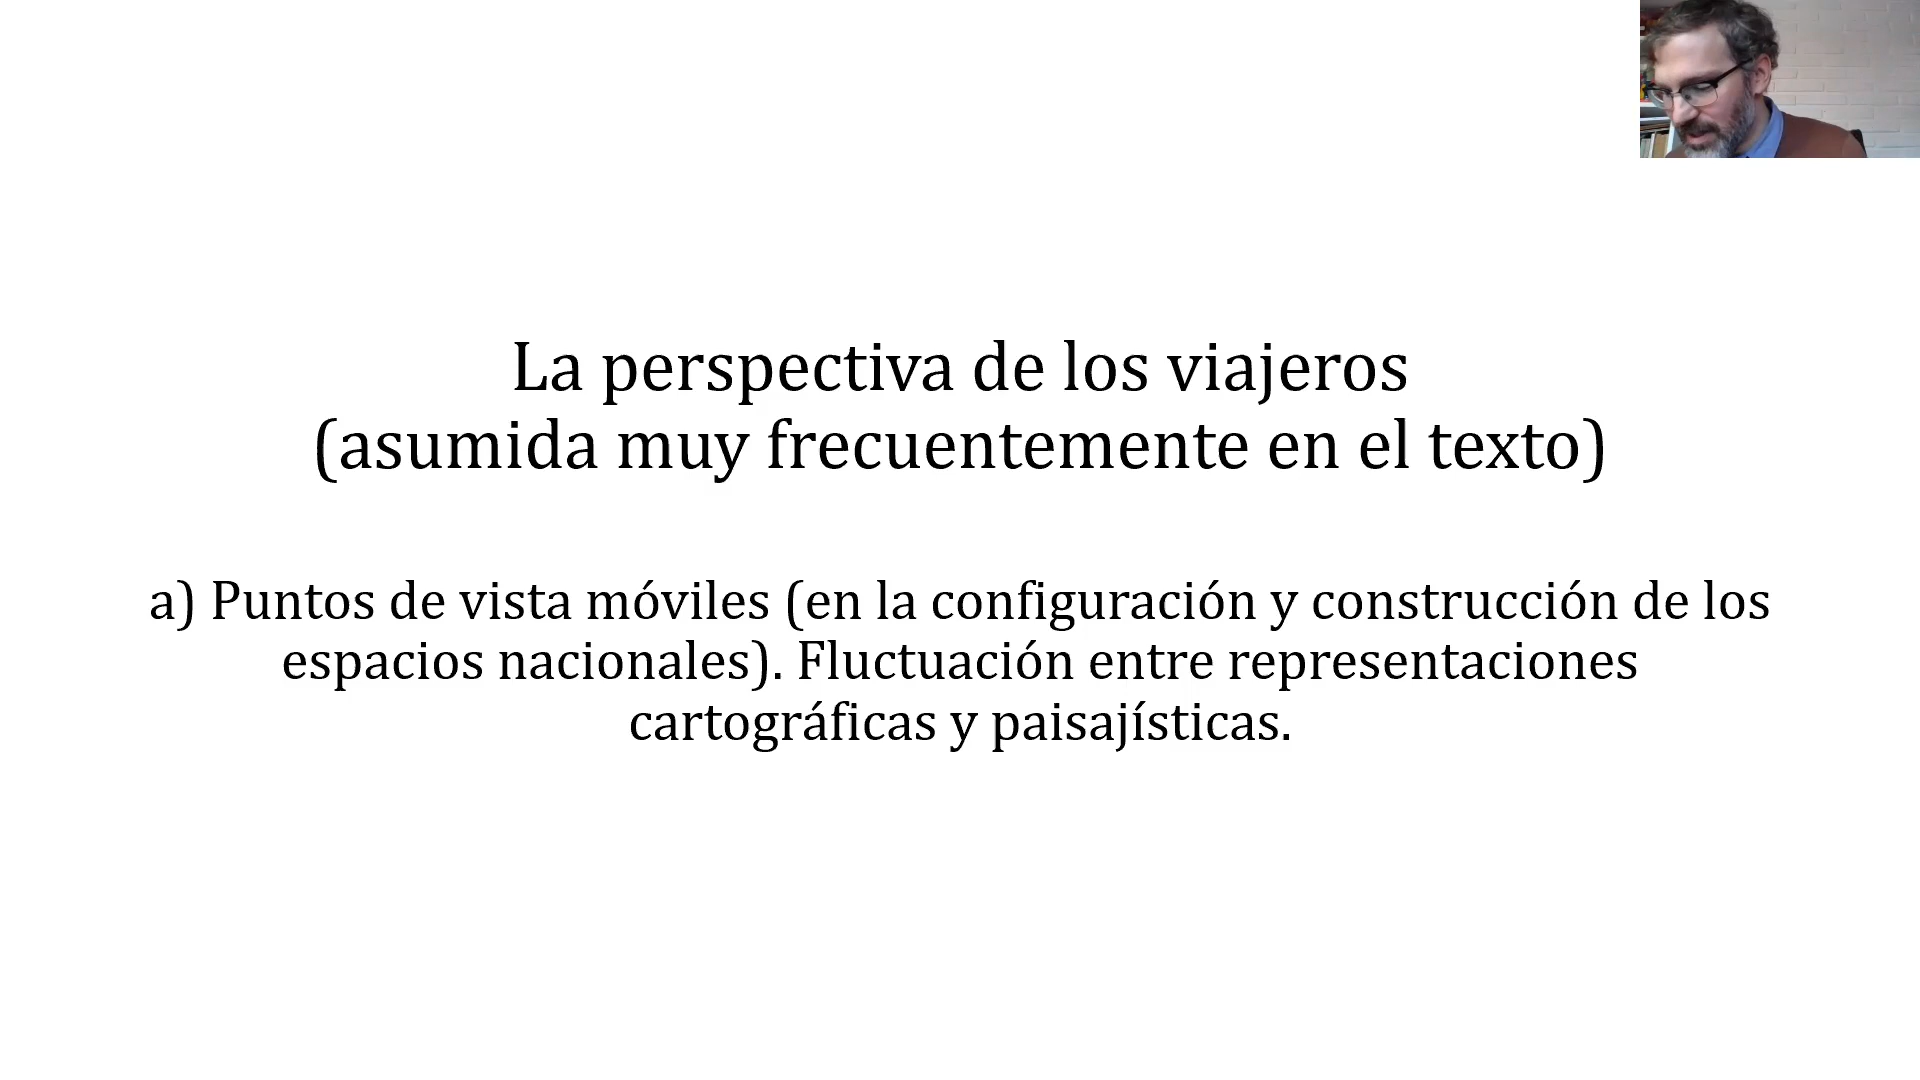 La perspectiva de los viajeros
(asumida muy frecuentemente en el texto)
a) Puntos de vista móviles (en la configuración y construcción de los
espacios nacionales). Fluctuación entre representaciones
cartográficas y paisajísticas.